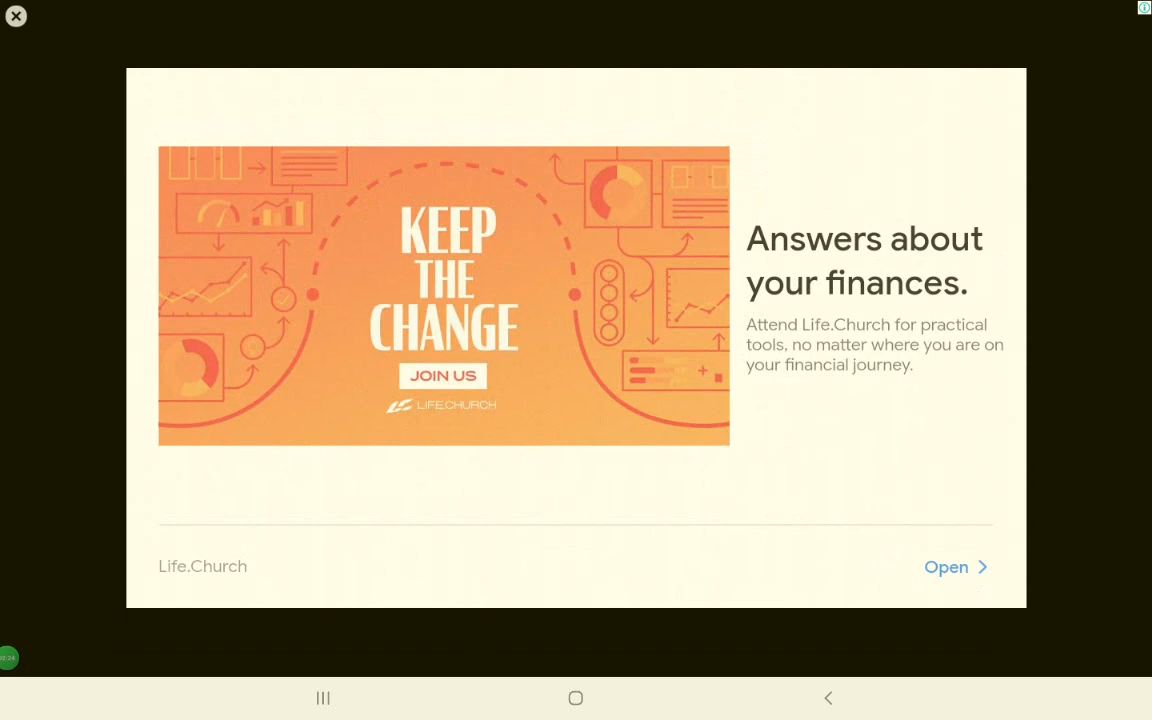 KEEP
THE
CHANGE
JOIN US
LIFE.CHURCH
Answers about
your finances.
Attend Life.Church for practical
tools, no matter where you are on
your financial journey.
Life.Church
Open